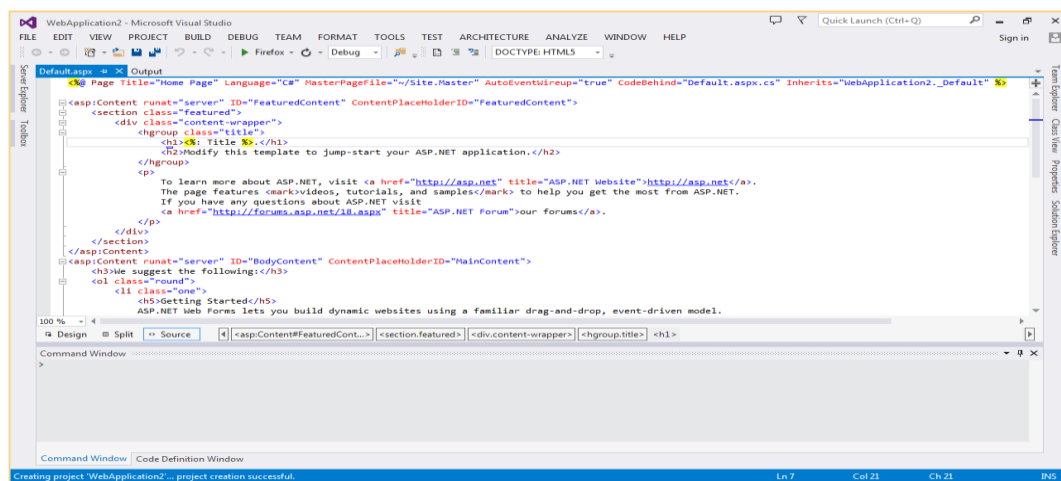 WebApplication2 - Microsoft Visual Studio
Quick Launch (Ctrl+Q)
FILE EDIT VIEW PROJECT BUILD DEBUG TEAM FORMAT TOOLS TEST ARCHITECTURE ANALYZE WINDOW HELP
Sign in
Firefox Debug DOCTYPE: HTML5
Server Explorer
Toolbox
Default.aspx Output
<%@ Page Title="Home Page" Language="C#" MasterPageFile="~/Site.Master" AutoEventWireup="true" CodeBehind="Default.aspx.cs" Inherits="WebApplication2._Default" %>
<asp:Content runat="server" ID="FeaturedContent" ContentPlaceHolderID="FeaturedContent">
<section class="featured">
<div class="content-wrapper">
<hgroup class="title">
<h1><%: Title %>.</h1>
<h2>Modify this template to jump-start your ASP.NET application.</h2>
</hgroup>
<p>
To learn more about ASP.NET, visit <a href="http://asp.net" title="ASP.NET Website">http://asp.net</a>.
The page features <mark>videos, tutorials, and samples</mark> to help you get the most from ASP.NET.
If you have any questions about ASP.NET visit
<a href="http://forums.asp.net/18.aspx" title="ASP.NET Forum">our forums</a>.
</p>
</div>
</section>
</asp:Content>
<asp:Content runat="server" ID="BodyContent" ContentPlaceHolderID="MainContent">
<h3>We suggest the following:</h3>
<ol class="round">
<li class="one">
<h5>Getting Started</h5>
ASP.NET Web Forms lets you build dynamic websites using a familiar drag-and-drop, event-driven model.
Team Explorer
Class View
Properties
Solution Explorer
100 %
Design Split Source <asp:Content#FeaturedCont...> <section.featured> <div.content-wrapper> <hgroup.title> <h1>
Command Window
>
Command Window Code Definition Window
Creating project 'WebApplication2'... project creation successful. Ln 7 Col 21 Ch 21 INS